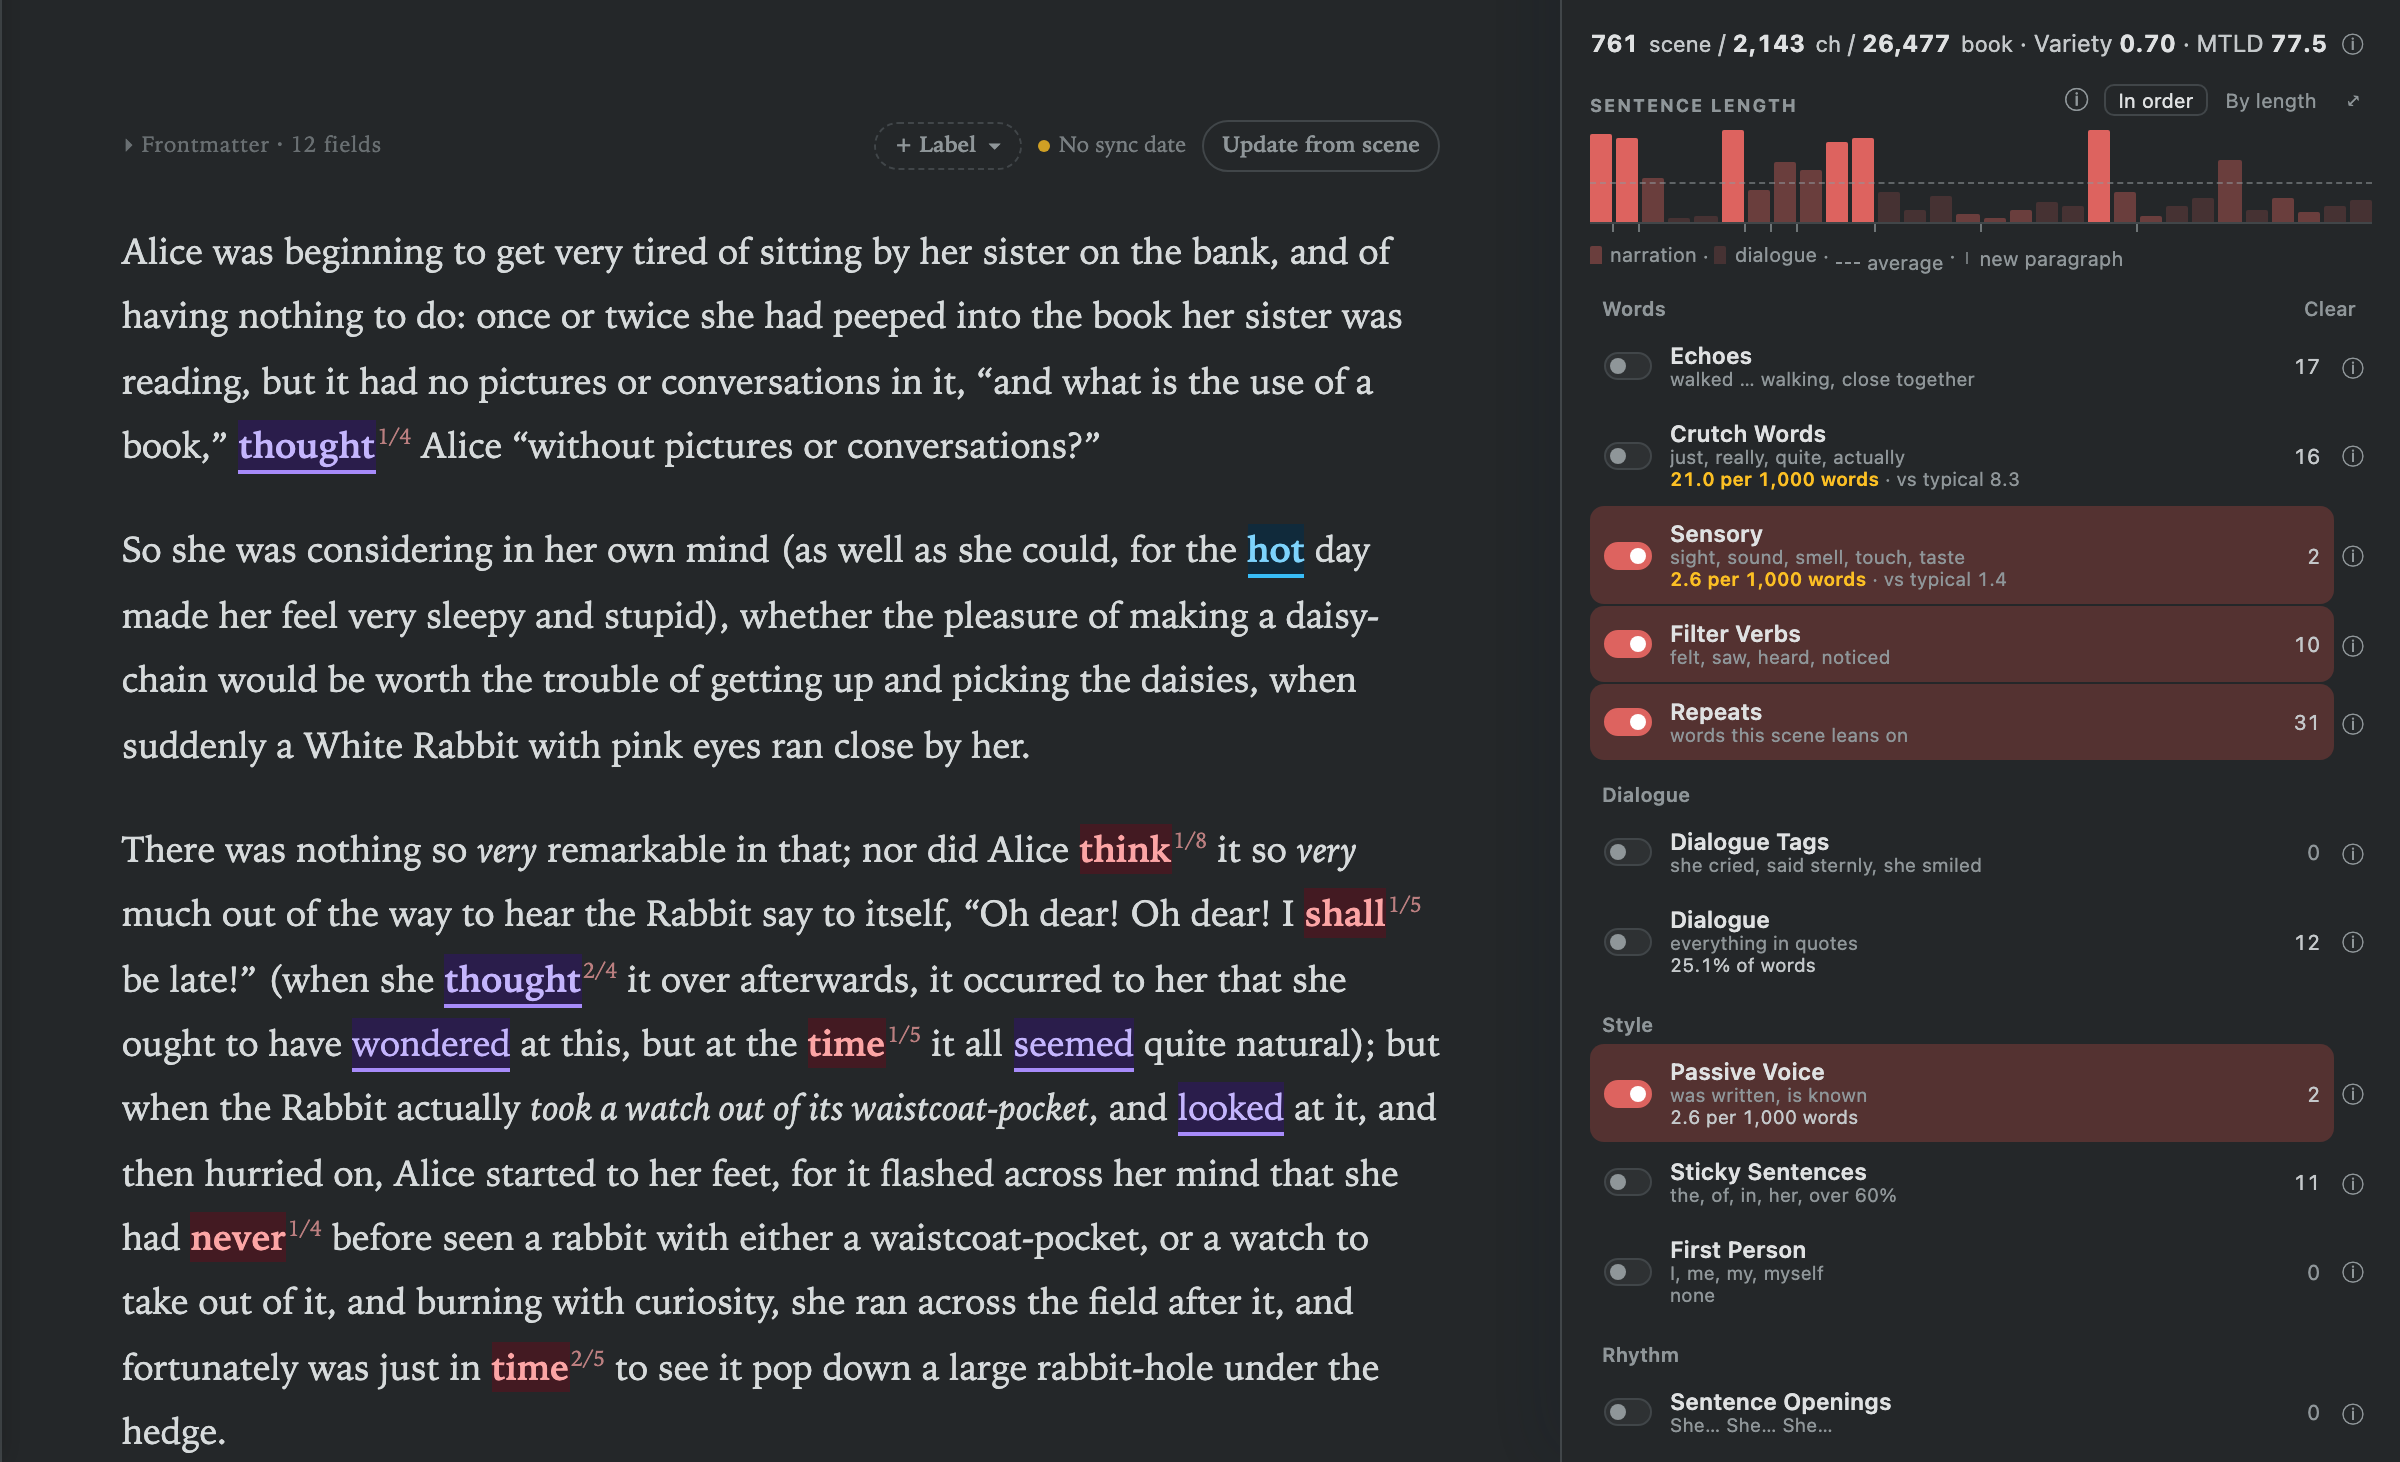 Frontmatter · 12 fields
+ Label
No sync date
Update from scene
Alice was beginning to get very tired of sitting by her sister on the bank, and of
having nothing to do: once or twice she had peeped into the book her sister was
reading, but it had no pictures or conversations in it, “and what is the use of a
book,” thought 1/4 Alice “without pictures or conversations?”
So she was considering in her own mind (as well as she could, for the hot day
made her feel very sleepy and stupid), whether the pleasure of making a daisy-
chain would be worth the trouble of getting up and picking the daisies, when
suddenly a White Rabbit with pink eyes ran close by her.
There was nothing so very remarkable in that; nor did Alice think 1/8 it so very
much out of the way to hear the Rabbit say to itself, “Oh dear! Oh dear! I shall 1/5
be late!” (when she thought 2/4 it over afterwards, it occurred to her that she
ought to have wondered at this, but at the time 1/5 it all seemed quite natural); but
when the Rabbit actually took a watch out of its waistcoat-pocket, and looked at it, and
then hurried on, Alice started to her feet, for it flashed across her mind that she
had never 1/4 before seen a rabbit with either a waistcoat-pocket, or a watch to
take out of it, and burning with curiosity, she ran across the field after it, and
fortunately was just in time 2/5 to see it pop down a large rabbit-hole under the
hedge.
761 scene / 2,143 ch / 26,477 book · Variety 0.70 · MTLD 77.5
SENTENCE LENGTH
In order
By length
narration · dialogue · --- average · new paragraph
Words
Clear
Echoes
walked ... walking, close together
17
Crutch Words
just, really, quite, actually
21.0 per 1,000 words · vs typical 8.3
16
Sensory
sight, sound, smell, touch, taste
2.6 per 1,000 words · vs typical 1.4
2
Filter Verbs
felt, saw, heard, noticed
10
Repeats
words this scene leans on
31
Dialogue
Dialogue Tags
she cried, said sternly, she smiled
0
Dialogue
everything in quotes
25.1% of words
12
Style
Passive Voice
was written, is known
2.6 per 1,000 words
2
Sticky Sentences
the, of, in, her, over 60%
11
First Person
I, me, my, myself
none
0
Rhythm
Sentence Openings
She... She... She...
0